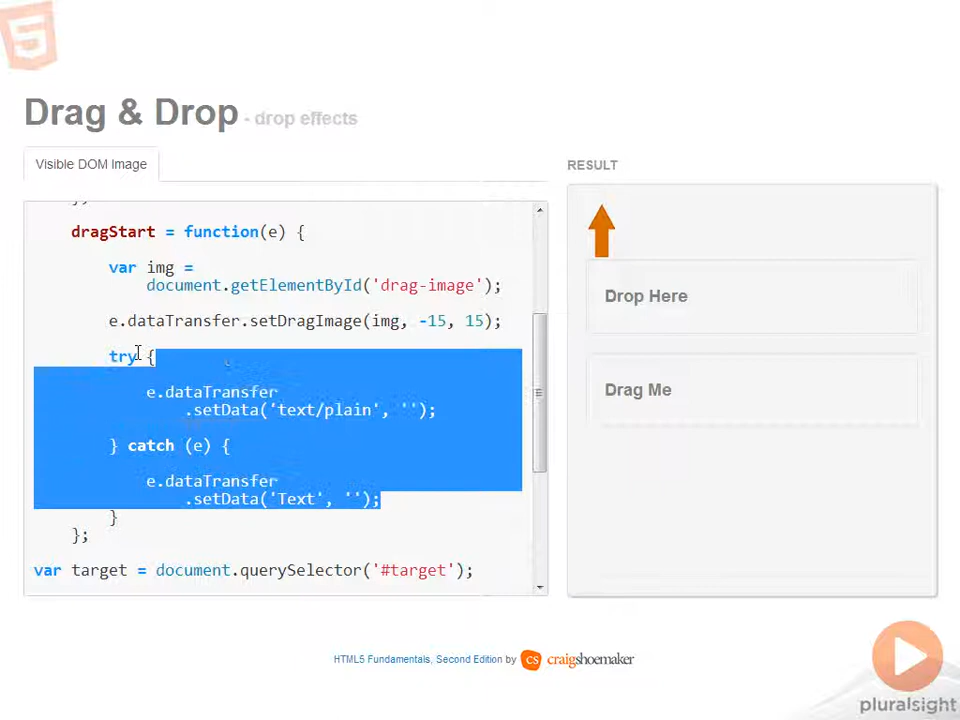 5
Drag & Drop - drop effects
Visible DOM Image
RESULT
dragStart = function(e) {
var img =
document.getElementById('drag-image');
e.dataTransfer.setDragImage(img, -15, 15);
try {
e.dataTransfer
.setData('text/plain', '');
} catch (e) {
e.dataTransfer
.setData('Text', '');
}
};
var target = document.querySelector('#target');
Drop Here
Drag Me
HTML5 Fundamentals, Second Edition by cs craigshoemaker
pluralsight